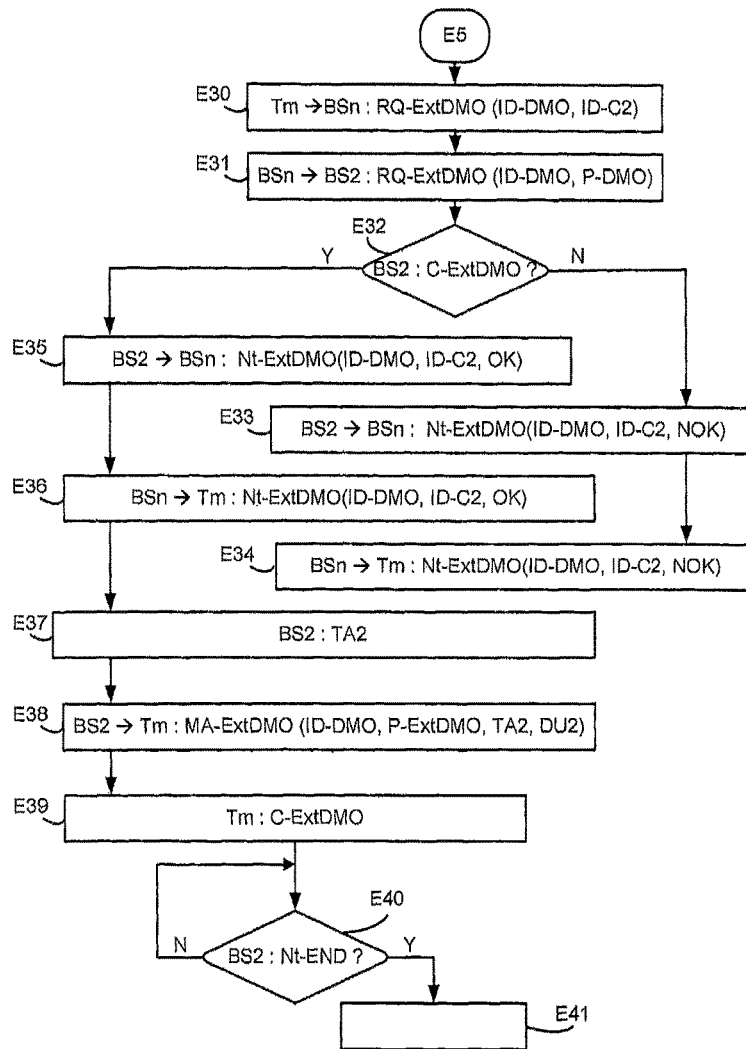 E5
E30
Tm → BSn : RQ-ExtDMO (ID-DMO, ID-C2)
E31
BSn → BS2 : RQ-ExtDMO (ID-DMO, P-DMO)
E32
Y
BS2 : C-ExtDMO ?
N
E35
BS2 → BSn : Nt-ExtDMO(ID-DMO, ID-C2, OK)
E33
BS2 → BSn : Nt-ExtDMO(ID-DMO, ID-C2, NOK)
E36
BSn → Tm : Nt-ExtDMO(ID-DMO, ID-C2, OK)
E34
BSn → Tm : Nt-ExtDMO(ID-DMO, ID-C2, NOK)
E37
BS2 : TA2
E38
BS2 → Tm : MA-ExtDMO (ID-DMO, P-ExtDMO, TA2, DU2)
E39
Tm : C-ExtDMO
E40
N
BS2 : Nt-END ?
Y
E41